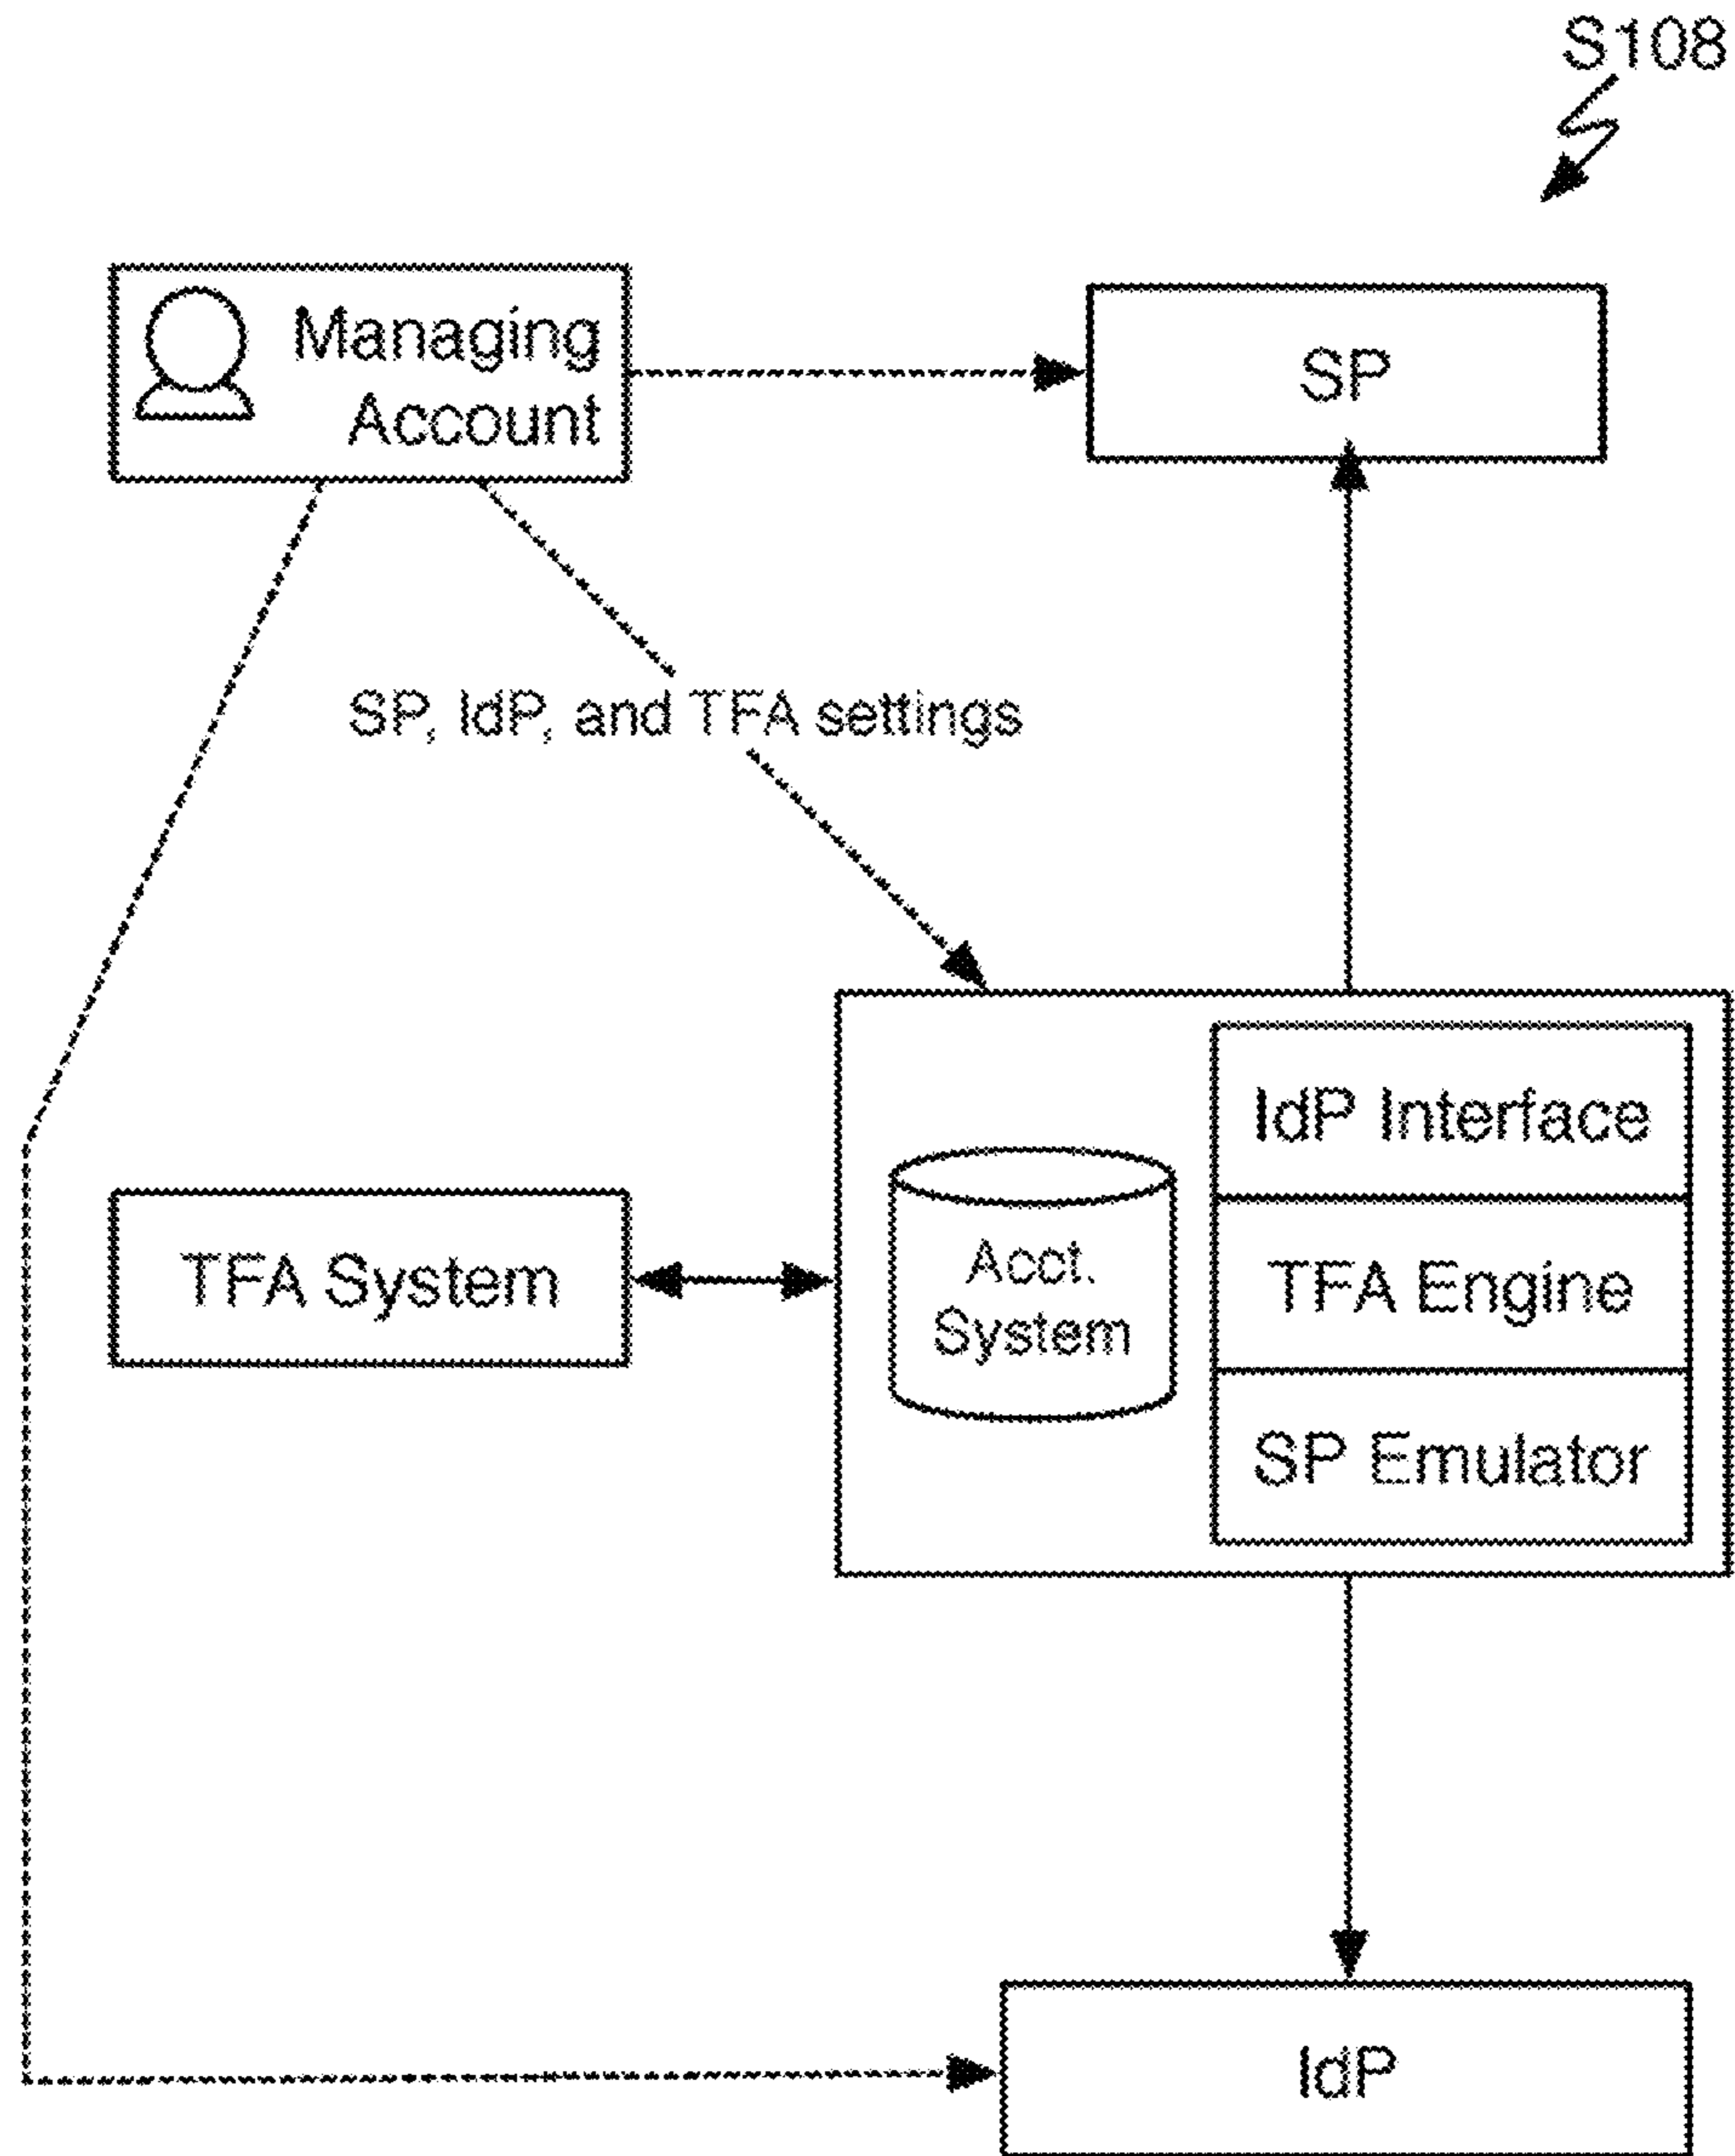 S108
Managing
Account
SP
SP, IdP, and TFA settings
IdP Interface
TFA System
Acct.
System
TFA Engine
SP Emulator
IdP